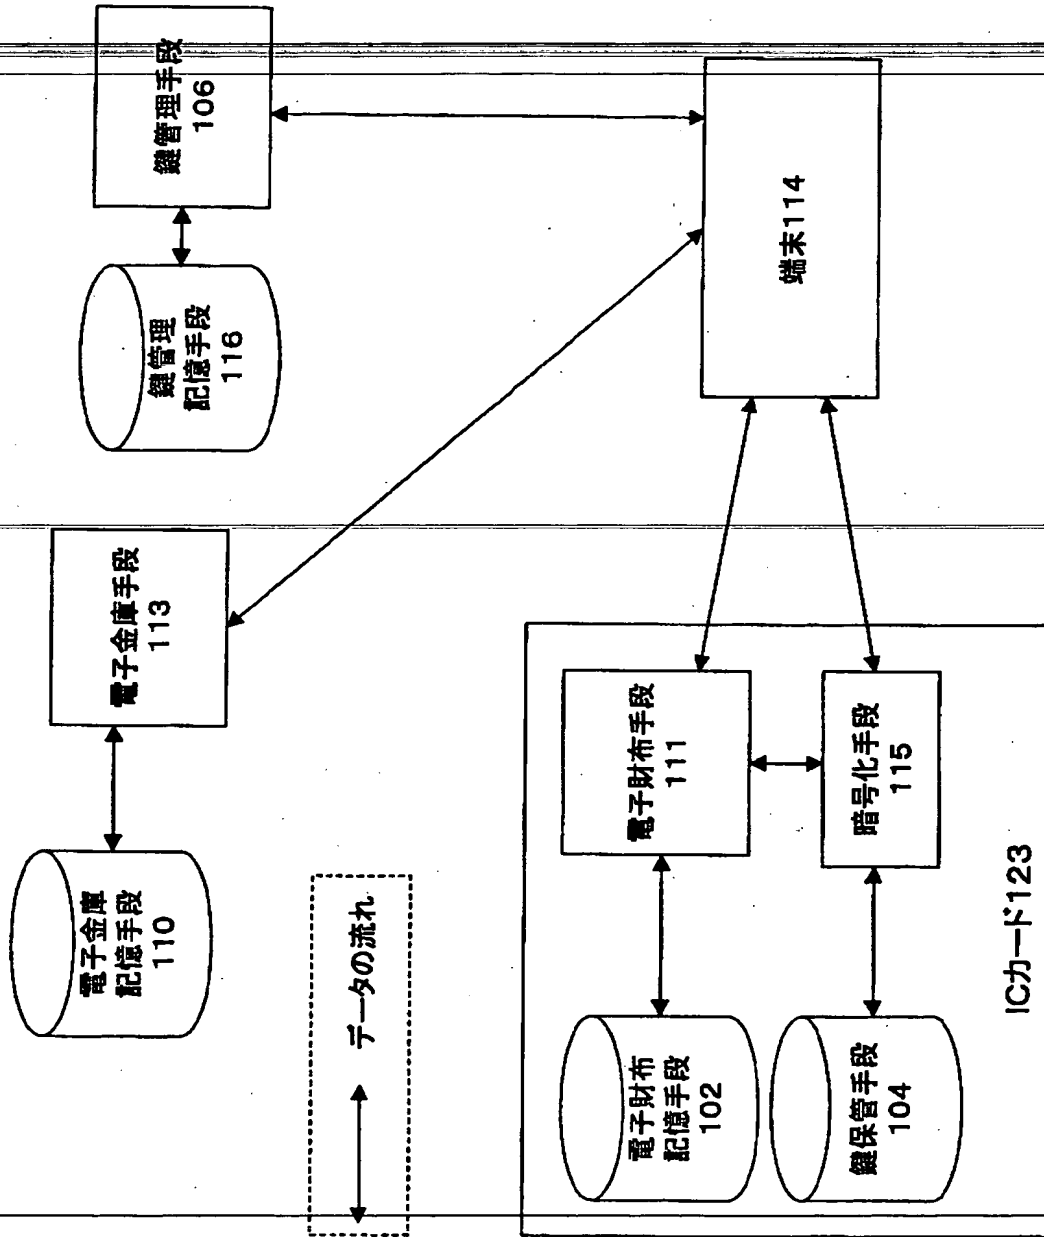 電子金庫
記憶手段
110
電子金庫手段
113
鍵管理
記憶手段
116
鍵管理手段
106
データの流れ
電子財布
記憶手段
102
電子財布手段
111
端末114
鍵保管手段
104
暗号化手段
115
ICカード123